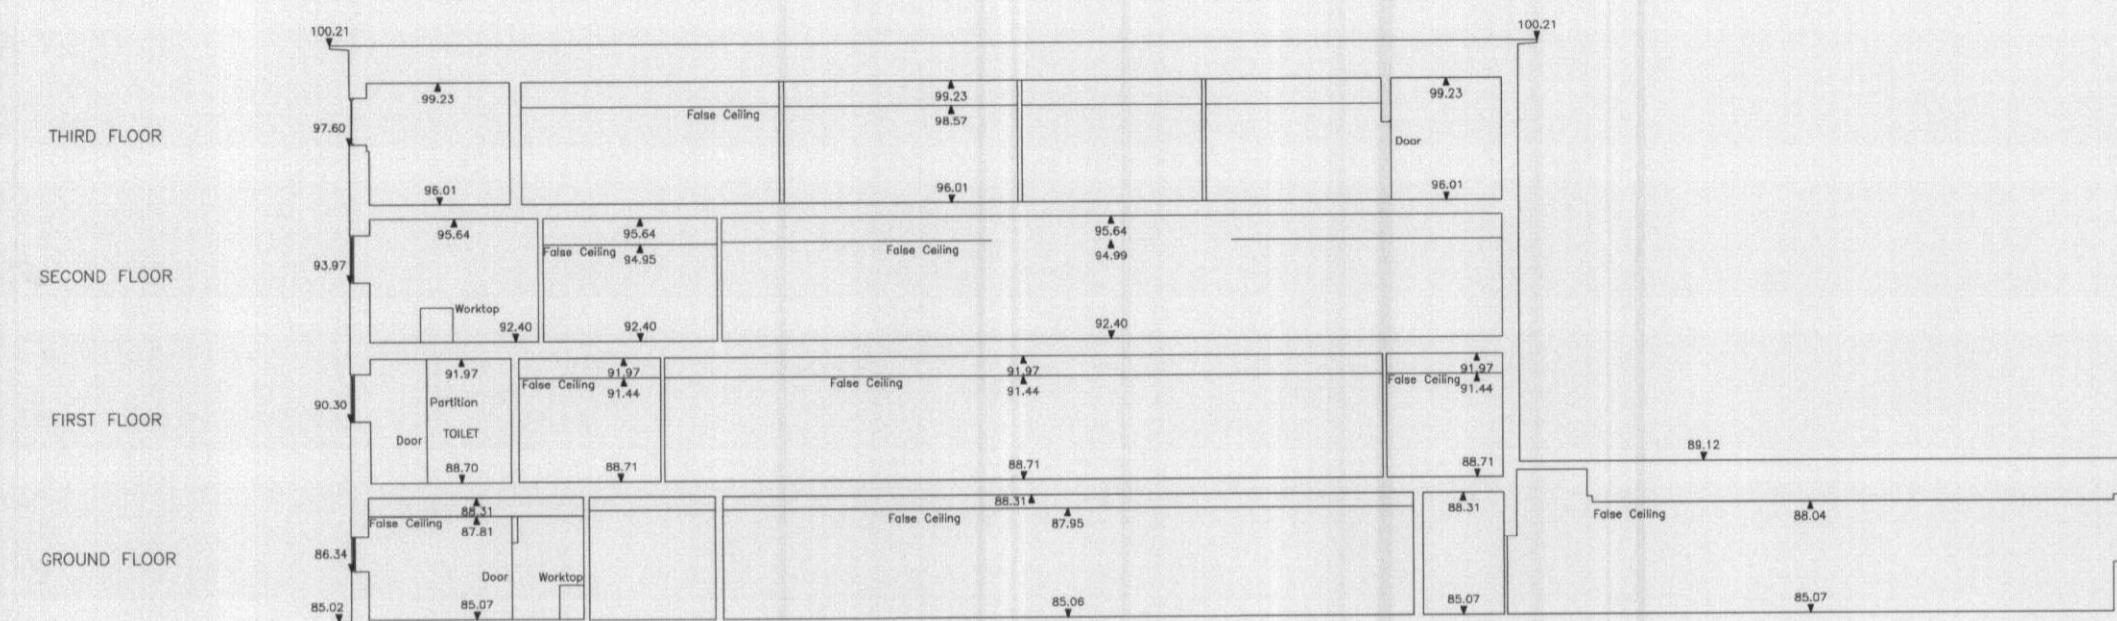 100.21 100.21
99.23 99.23 99.23
False Ceiling 98.57
THIRD FLOOR 97.60 Door
96.01 96.01 96.01
95.64 95.64 95.64
False Ceiling 94.95 False Ceiling 94.99
SECOND FLOOR 93.97
Worktop
92.40 92.40 92.40
91.97 91.97 91.97 91.97
False Ceiling 91.44 False Ceiling 91.44 False Ceiling 91.44
Partition
FIRST FLOOR 90.30 Door TOILET
88.70 88.71 88.71 88.71
89.12
88.31 88.31 88.31
False Ceiling 87.81 False Ceiling 87.95 False Ceiling 88.04
GROUND FLOOR 86.34
Door Worktop
85.02 85.07 85.06 85.07 85.07